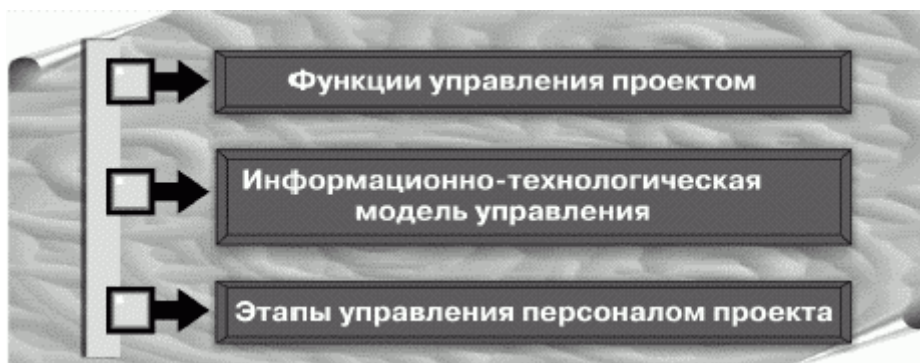 Функции управления проектом
Информационно-технологическая
модель управления
Этапы управления персоналом проекта